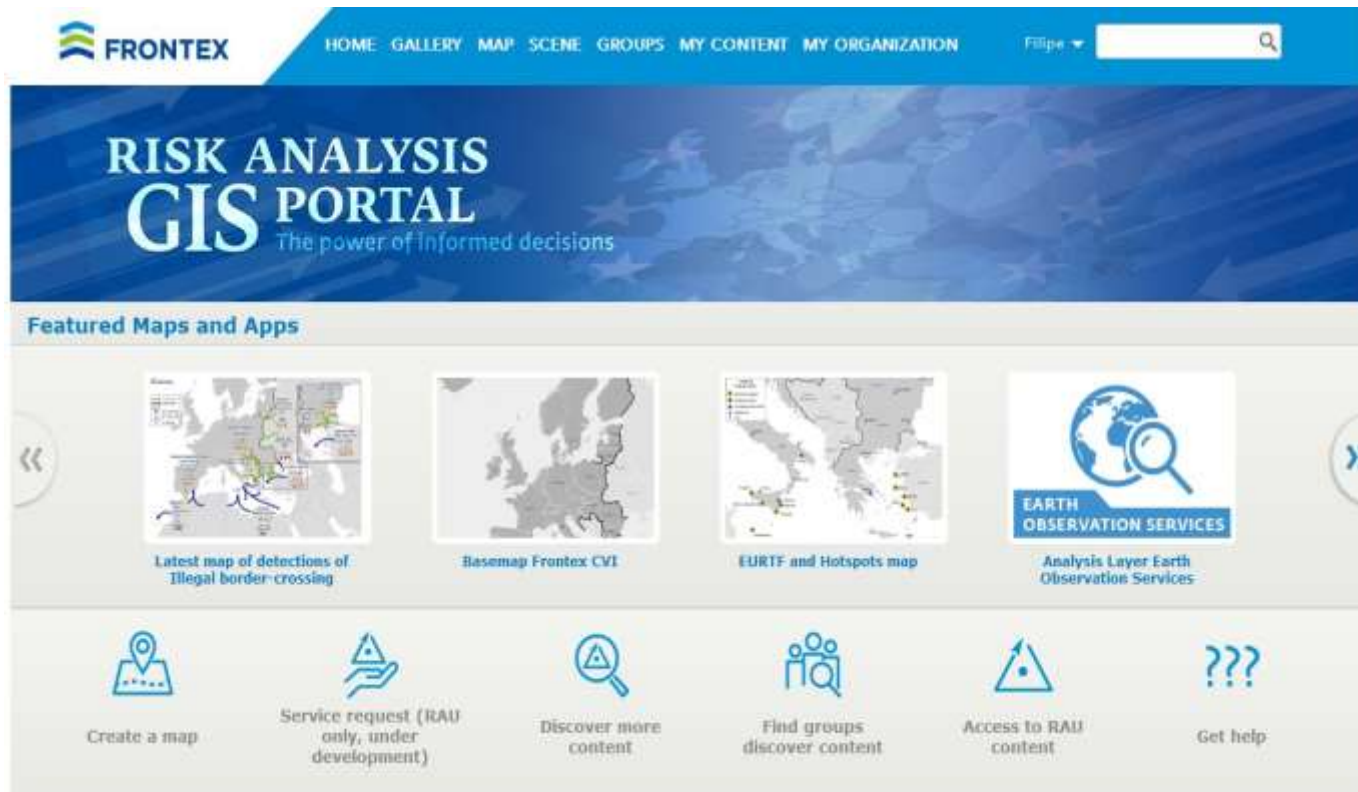 FRONTEX
HOME GALLERY MAP SCENE GROUPS MY CONTENT MY ORGANIZATION
Filipe
RISK ANALYSIS
GIS PORTAL
The power of informed decisions
Featured Maps and Apps
Latest map of detections of
Illegal border-crossing
Basemap Frontex CVI
EURTF and Hotspots map
EARTH
OBSERVATION SERVICES
Analysis Layer Earth
Observation Services
Create a map
Service request (RAU
only, under
development)
Discover more
content
Find groups
discover content
Access to RAU
content
???
Get help